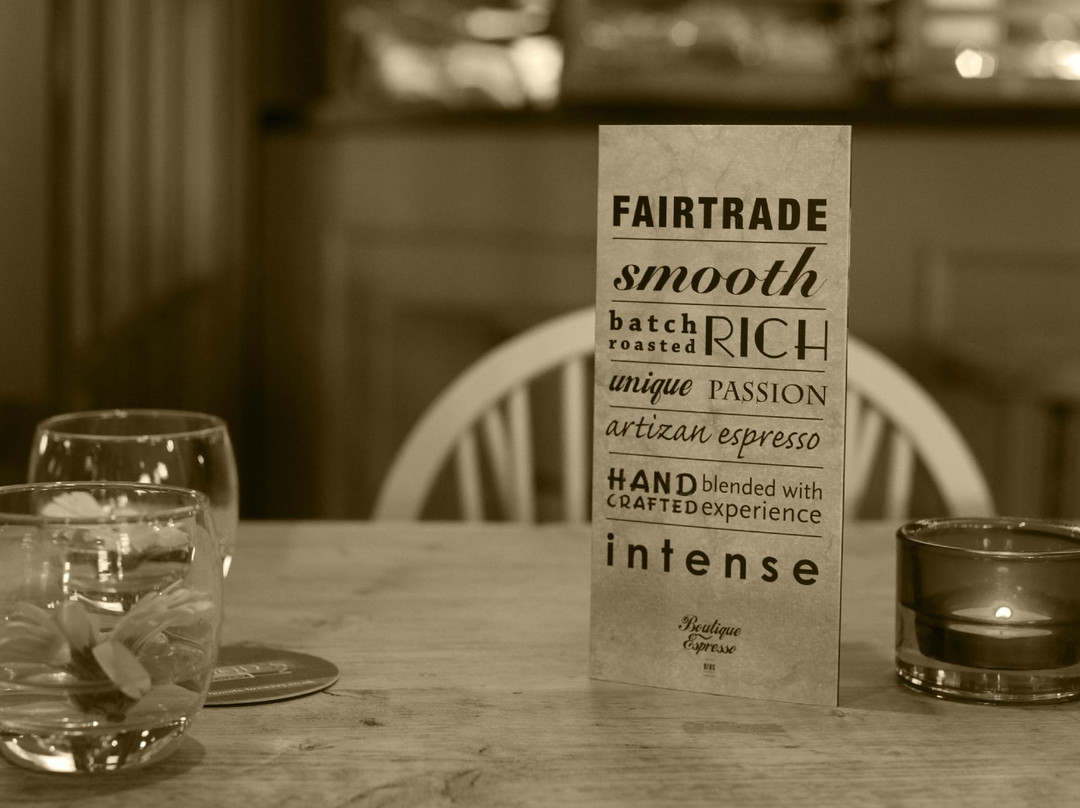 FAIRTRADE
smooth
batch RICH
roasted
unique PASSION
artizan espresso
HAND blended with
CRAFTED experience
intense
Boutique
Espresso